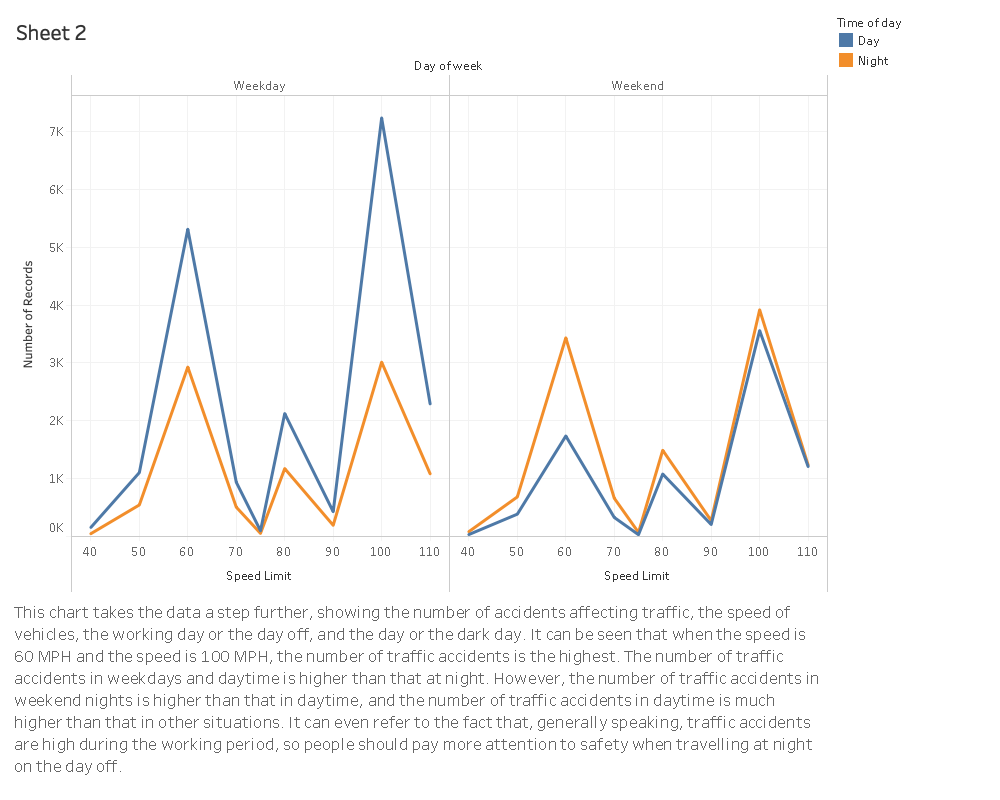 Sheet 2
Time of day
Day
Night
Day of week
Weekday
Weekend
Number of Records
7K
6K
5K
4K
3K
2K
1K
0K
40 50 60 70 80 90 100 110
40 50 60 70 80 90 100 110
Speed Limit
Speed Limit
This chart takes the data a step further, showing the number of accidents affecting traffic, the speed of
vehicles, the working day or the day off, and the day or the dark day. It can be seen that when the speed is
60 MPH and the speed is 100 MPH, the number of traffic accidents is the highest. The number of traffic
accidents in weekdays and daytime is higher than that at night. However, the number of traffic accidents in
weekend nights is higher than that in daytime, and the number of traffic accidents in daytime is much
higher than that in other situations. It can even refer to the fact that, generally speaking, traffic accidents
are high during the working period, so people should pay more attention to safety when travelling at night
on the day off.